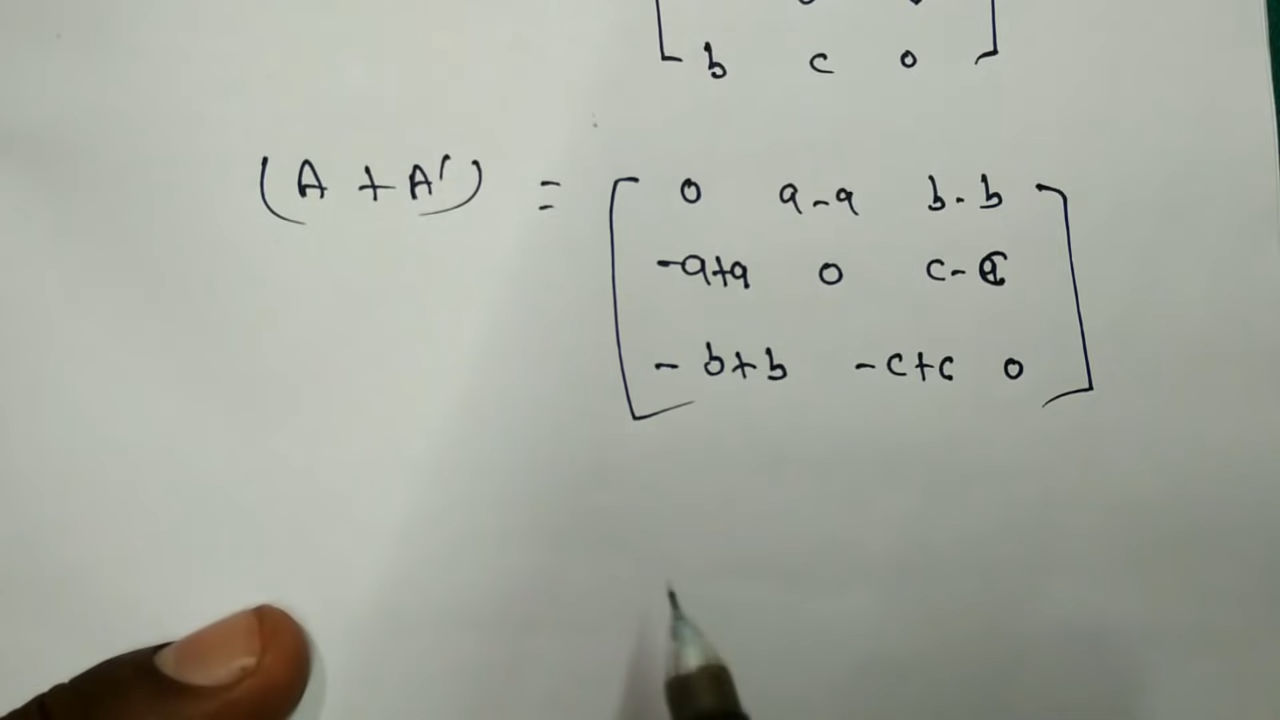 b c 0
(A + A') = [ 0 a-a b-b
-a+a 0 c-c
-b+b -c+c 0 ]